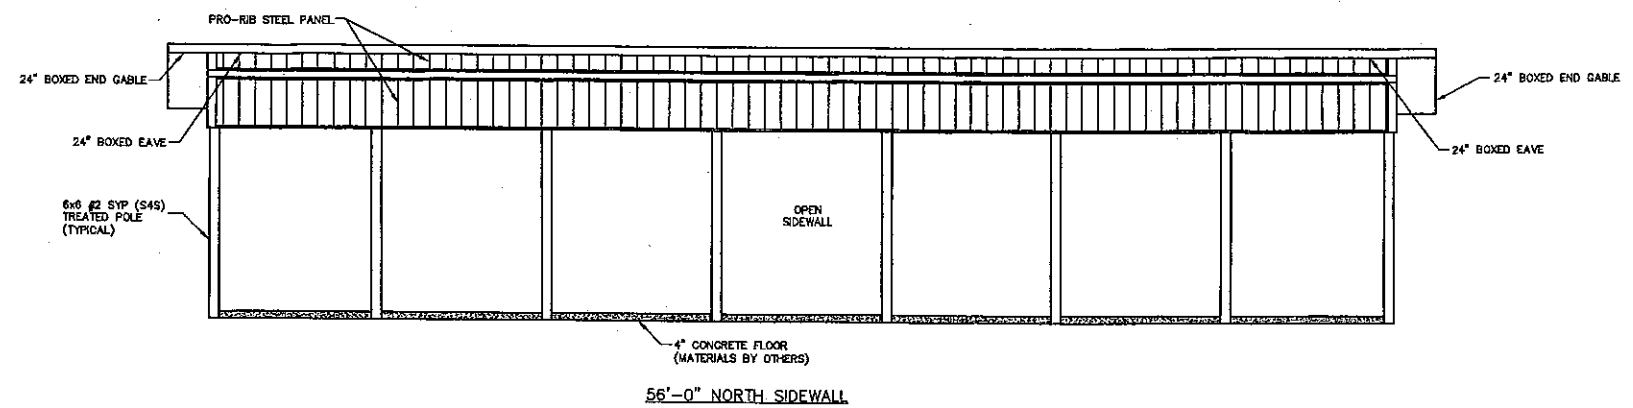 PRO-RIB STEEL PANEL
24" BOXED END GABLE
24" BOXED END GABLE
24" BOXED EAVE
24" BOXED EAVE
6x6 #2 SYP (S4S)
TREATED POLE
(TYPICAL)
OPEN
SIDEWALL
4" CONCRETE FLOOR
(MATERIALS BY OTHERS)
56'-0" NORTH SIDEWALL